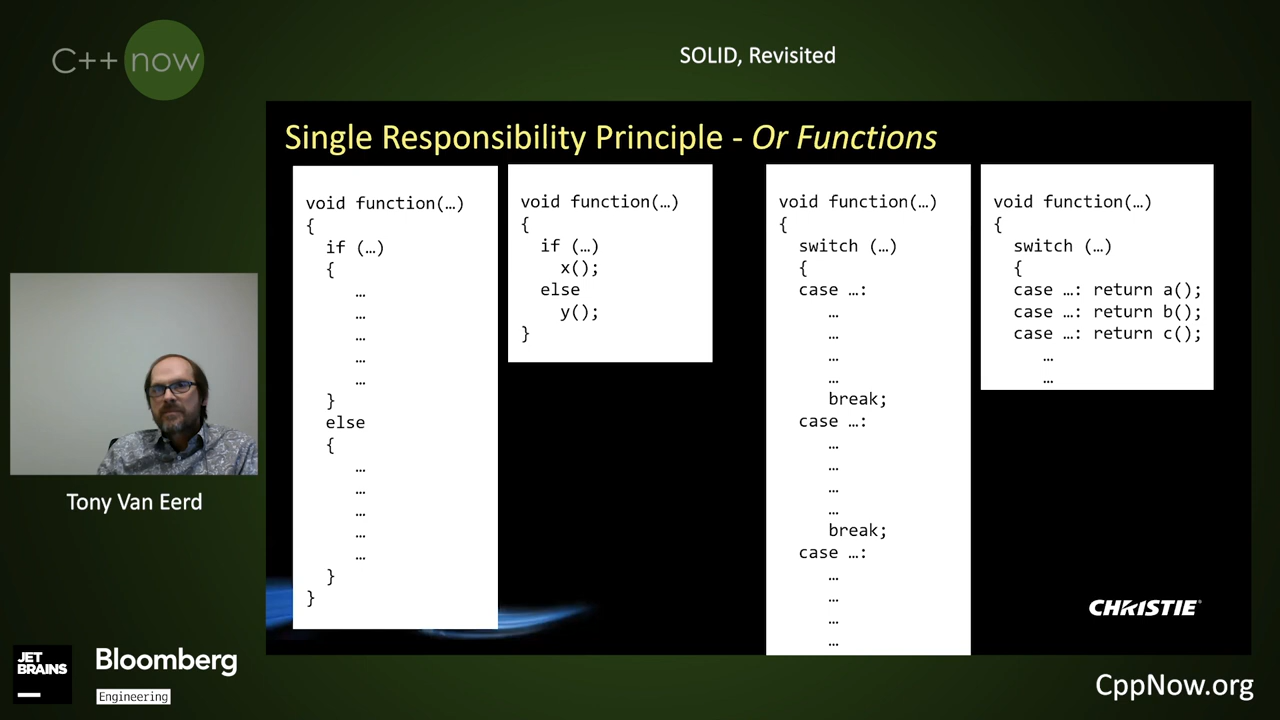 C++ now
SOLID, Revisited
Single Responsibility Principle - Or Functions
void function(…)
{
if (…)
{
…
…
…
…
…
}
else
{
…
…
…
…
…
}
}
void function(…)
{
if (…)
x();
else
y();
}
void function(…)
{
switch (…)
{
case …:
…
…
…
…
break;
case …:
…
…
…
…
break;
case …:
…
…
…
…
void function(…)
{
switch (…)
{
case …: return a();
case …: return b();
case …: return c();
…
…
Tony Van Eerd
CHRISTIE®
JET
BRAINS
Bloomberg
Engineering
CppNow.org